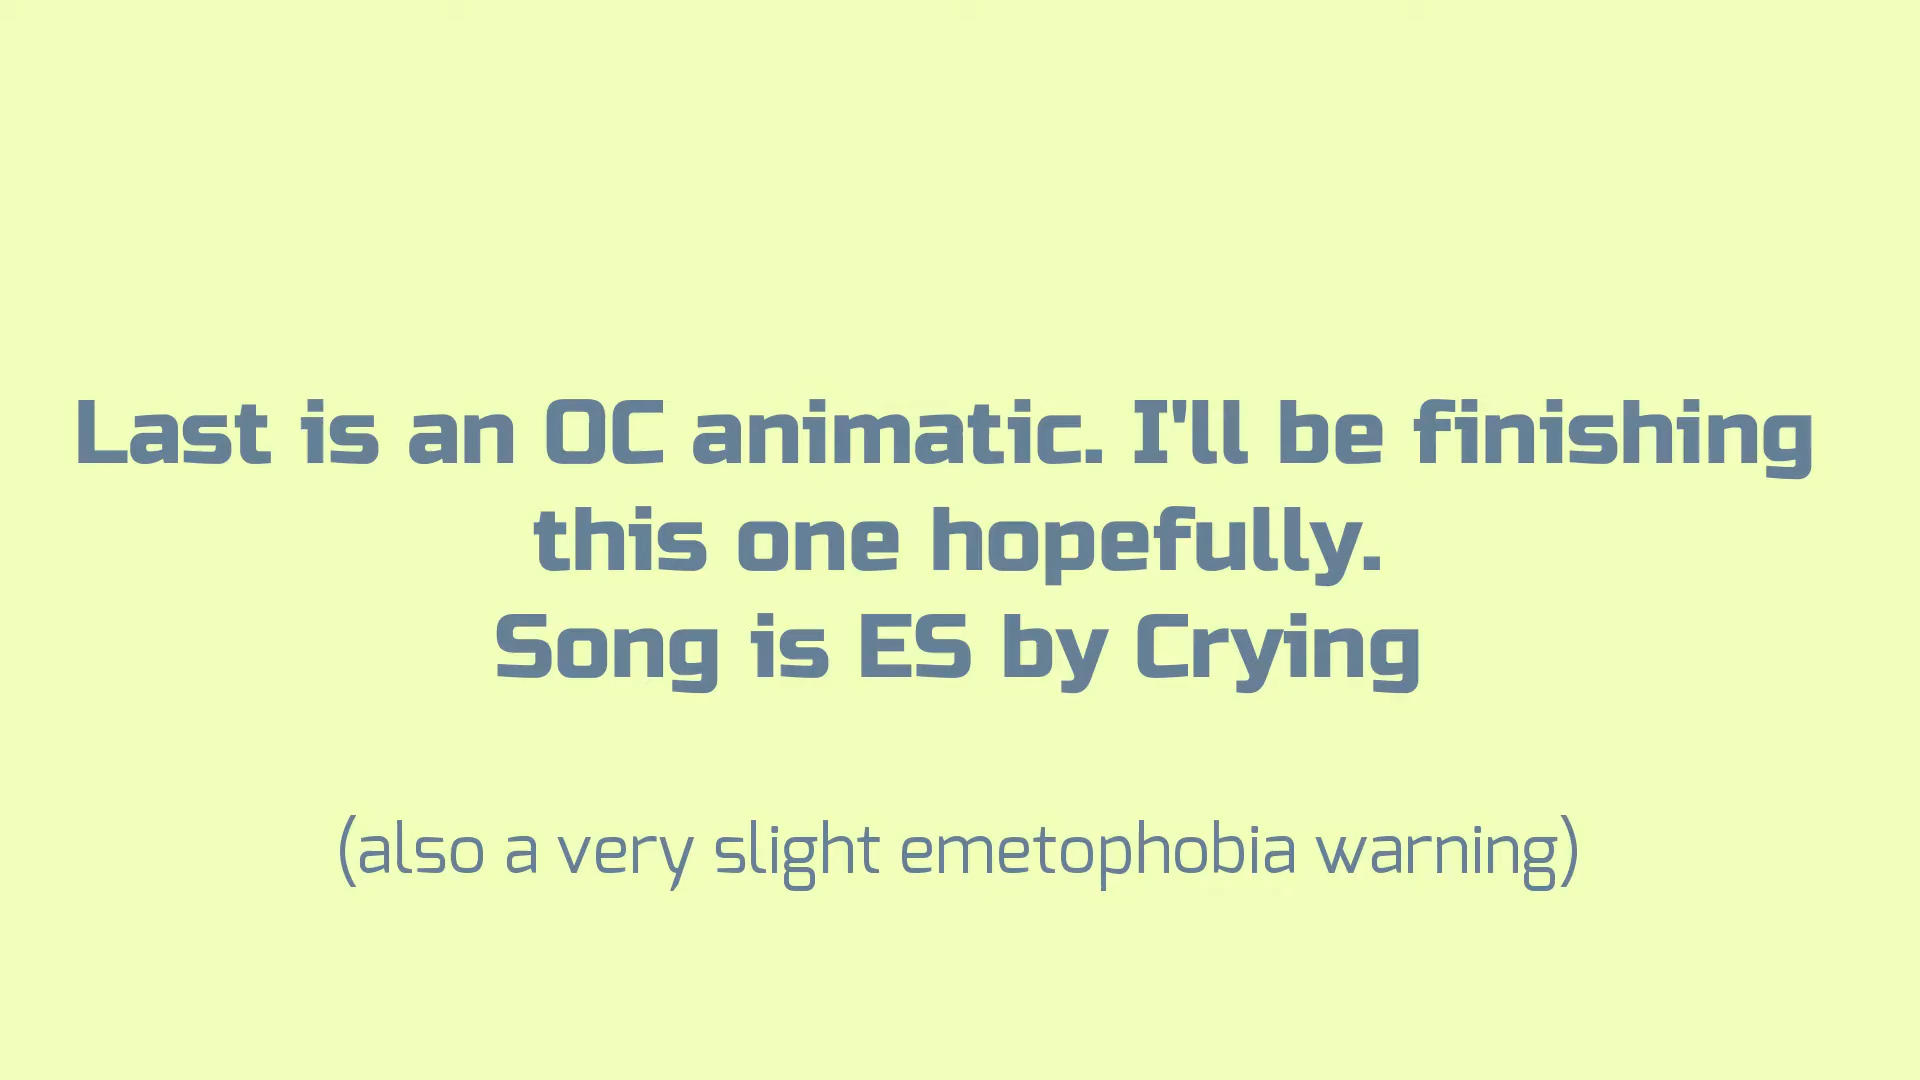 Last is an OC animatic. I'll be finishing
this one hopefully.
Song is ES by Crying
(also a very slight emetophobia warning)